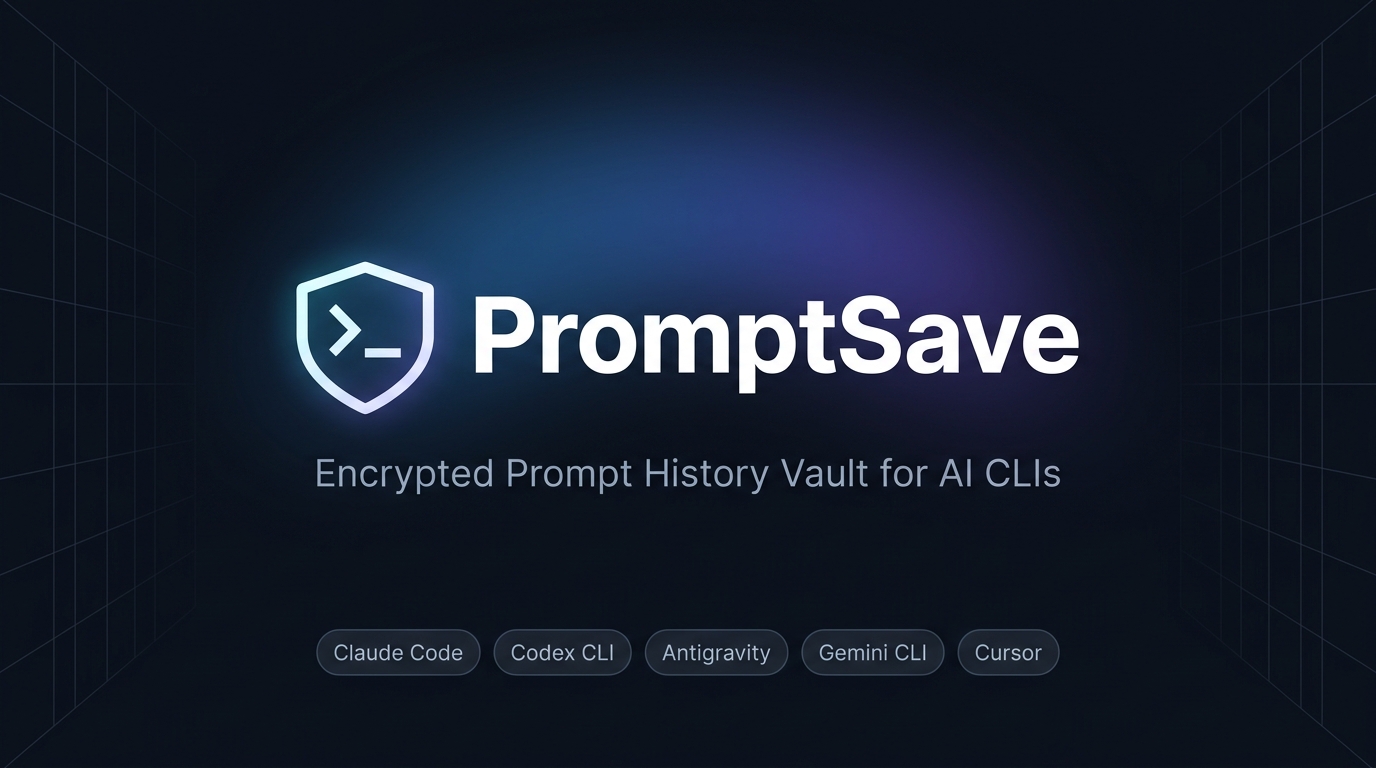 PromptSave
Encrypted Prompt History Vault for AI CLIs
Claude Code Codex CLI Antigravity Gemini CLI Cursor